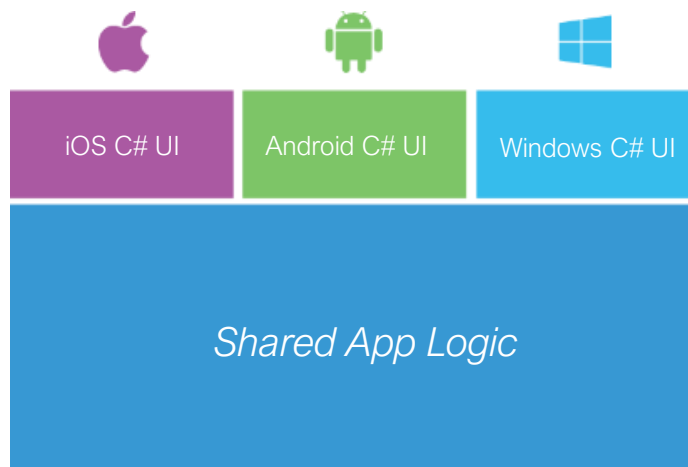 iOS C# UI
Android C# UI
Windows C# UI
Shared App Logic